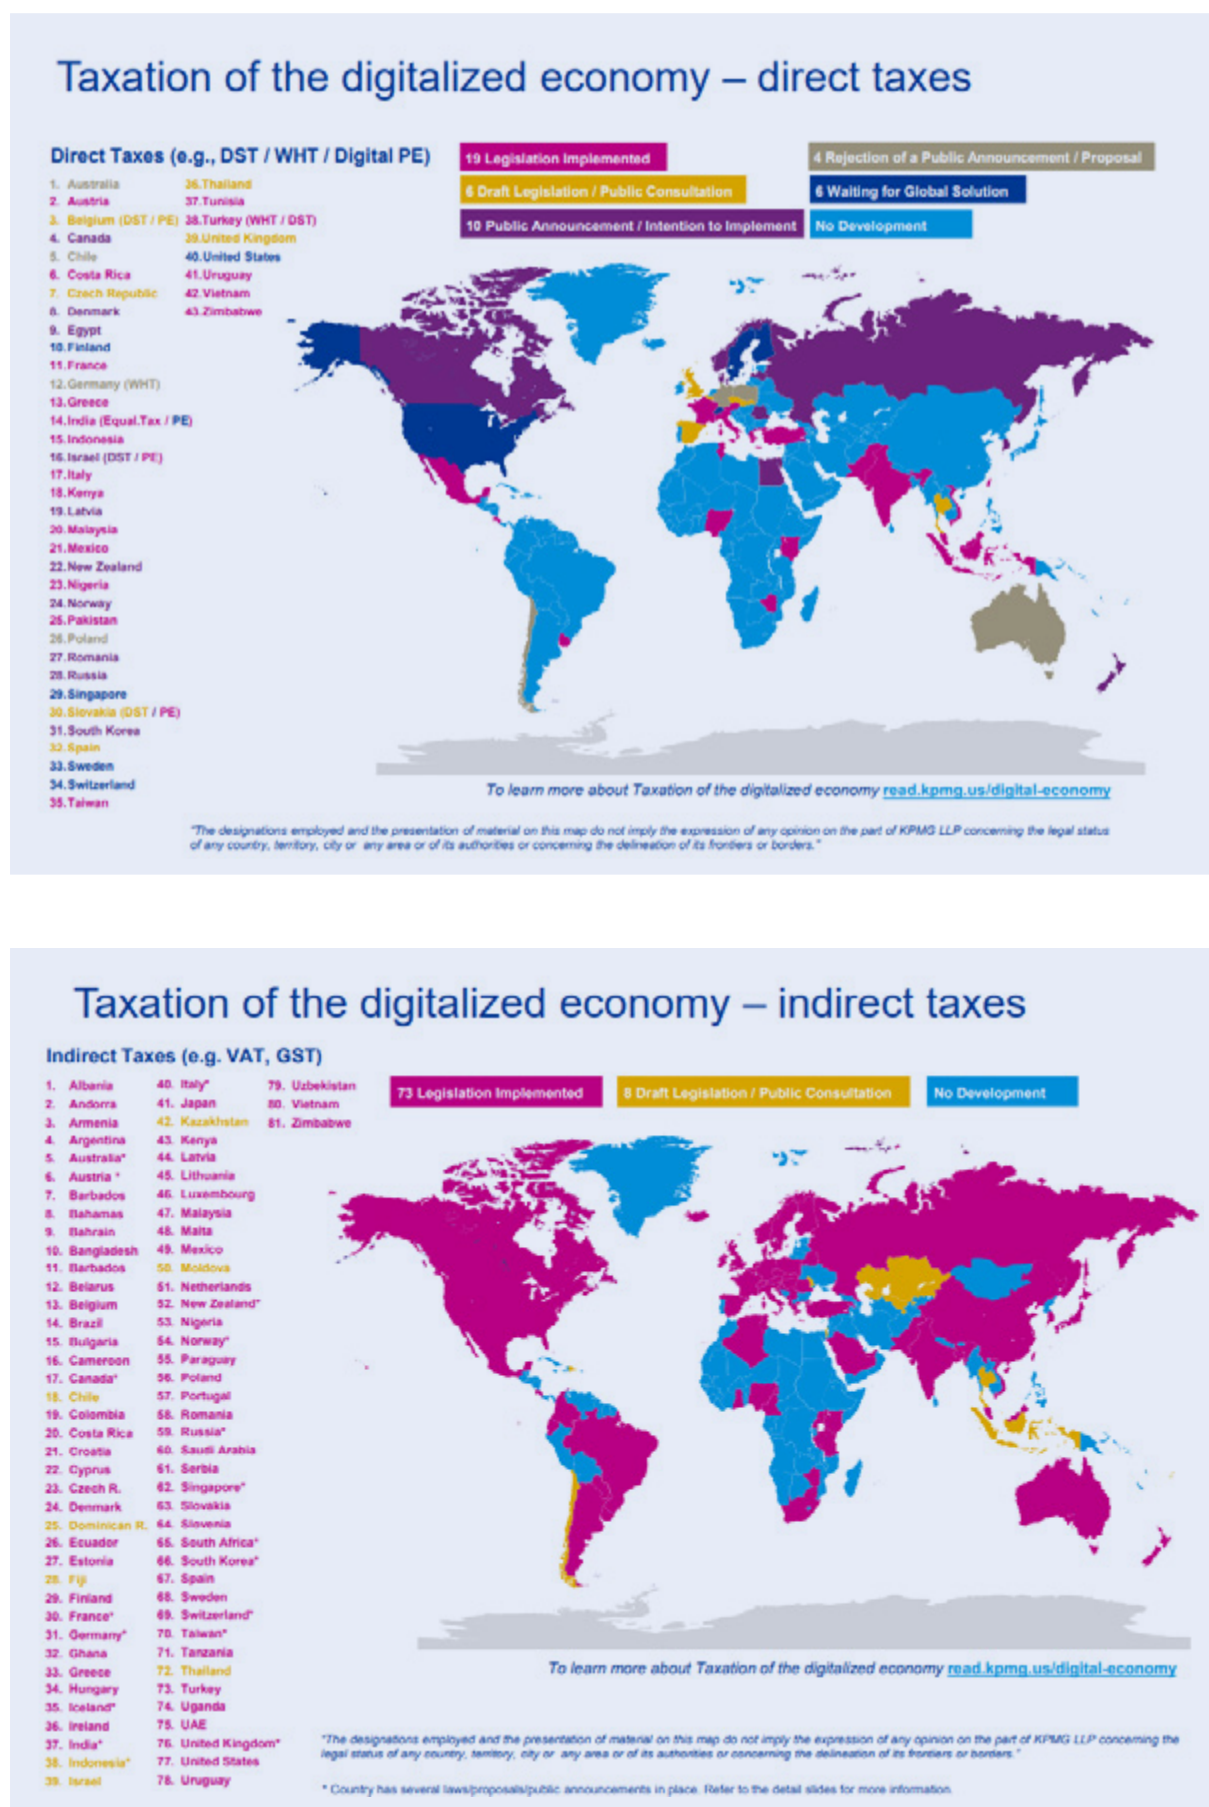 Taxation of the digitalized economy – direct taxes
Direct Taxes (e.g., DST / WHT / Digital PE)
1. Australia
2. Austria
3. Belgium (DST / PE)
4. Canada
5. Chile
6. Costa Rica
7. Czech Republic
8. Denmark
9. Egypt
10. Finland
11. France
12. Germany (WHT)
13. Greece
14. India (Equal.Tax / PE)
15. Indonesia
16. Israel (DST / PE)
17. Italy
18. Kenya
19. Latvia
20. Malaysia
21. Mexico
22. New Zealand
23. Nigeria
24. Norway
25. Pakistan
26. Poland
27. Romania
28. Russia
29. Singapore
30. Slovakia (DST / PE)
31. South Korea
32. Spain
33. Sweden
34. Switzerland
35. Taiwan
36. Thailand
37. Tunisia
38. Turkey (WHT / DST)
39. United Kingdom
40. United States
41. Uruguay
42. Vietnam
43. Zimbabwe
19 Legislation Implemented
4 Rejection of a Public Announcement / Proposal
6 Draft Legislation / Public Consultation
6 Waiting for Global Solution
10 Public Announcement / Intention to Implement
No Development
To learn more about Taxation of the digitalized economy read.kpmg.us/digital-economy
"The designations employed and the presentation of material on this map do not imply the expression of any opinion on the part of KPMG LLP concerning the legal status
of any country, territory, city or any area or of its authorities or concerning the delineation of its frontiers or borders."
Taxation of the digitalized economy – indirect taxes
Indirect Taxes (e.g. VAT, GST)
1. Albania
2. Andorra
3. Armenia
4. Argentina
5. Australia*
6. Austria *
7. Barbados
8. Bahamas
9. Bahrain
10. Bangladesh
11. Barbados
12. Belarus
13. Belgium
14. Brazil
15. Bulgaria
16. Cameroon
17. Canada*
18. Chile
19. Colombia
20. Costa Rica
21. Croatia
22. Cyprus
23. Czech R.
24. Denmark
25. Dominican R.
26. Ecuador
27. Estonia
28. Fiji
29. Finland
30. France*
31. Germany*
32. Ghana
33. Greece
34. Hungary
35. Iceland*
36. Ireland
37. India*
38. Indonesia*
39. Israel
40. Italy*
41. Japan
42. Kazakhstan
43. Kenya
44. Latvia
45. Lithuania
46. Luxembourg
47. Malaysia
48. Malta
49. Mexico
50. Moldova
51. Netherlands
52. New Zealand*
53. Nigeria
54. Norway*
55. Paraguay
56. Poland
57. Portugal
58. Romania
59. Russia*
60. Saudi Arabia
61. Serbia
62. Singapore*
63. Slovakia
64. Slovenia
65. South Africa*
66. South Korea*
67. Spain
68. Sweden
69. Switzerland*
70. Taiwan*
71. Tanzania
72. Thailand
73. Turkey
74. Uganda
75. UAE
76. United Kingdom*
77. United States
78. Uruguay
79. Uzbekistan
80. Vietnam
81. Zimbabwe
73 Legislation Implemented
8 Draft Legislation / Public Consultation
No Development
To learn more about Taxation of the digitalized economy read.kpmg.us/digital-economy
"The designations employed and the presentation of material on this map do not imply the expression of any opinion on the part of KPMG LLP concerning the
legal status of any country, territory, city or any area or of its authorities or concerning the delineation of its frontiers or borders."
* Country has several laws/proposals/public announcements in place. Refer to the detail slides for more information.